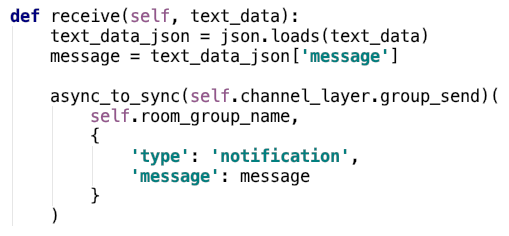 def receive(self, text_data):
    text_data_json = json.loads(text_data)
    message = text_data_json['message']

    async_to_sync(self.channel_layer.group_send)(
        self.room_group_name,
        {
            'type': 'notification',
            'message': message
        }
    )